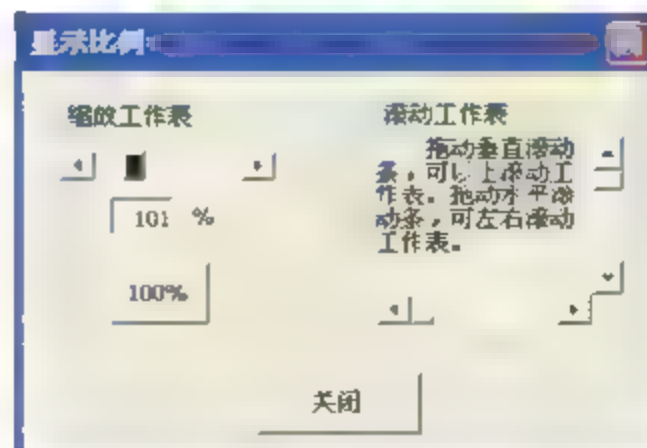 显示比例
缩放工作表
101 %
100%
滚动工作表
拖动垂直滚动
条，可以上滚动工
作表。拖动水平滚
动条，可左右滚动
工作表。
关闭